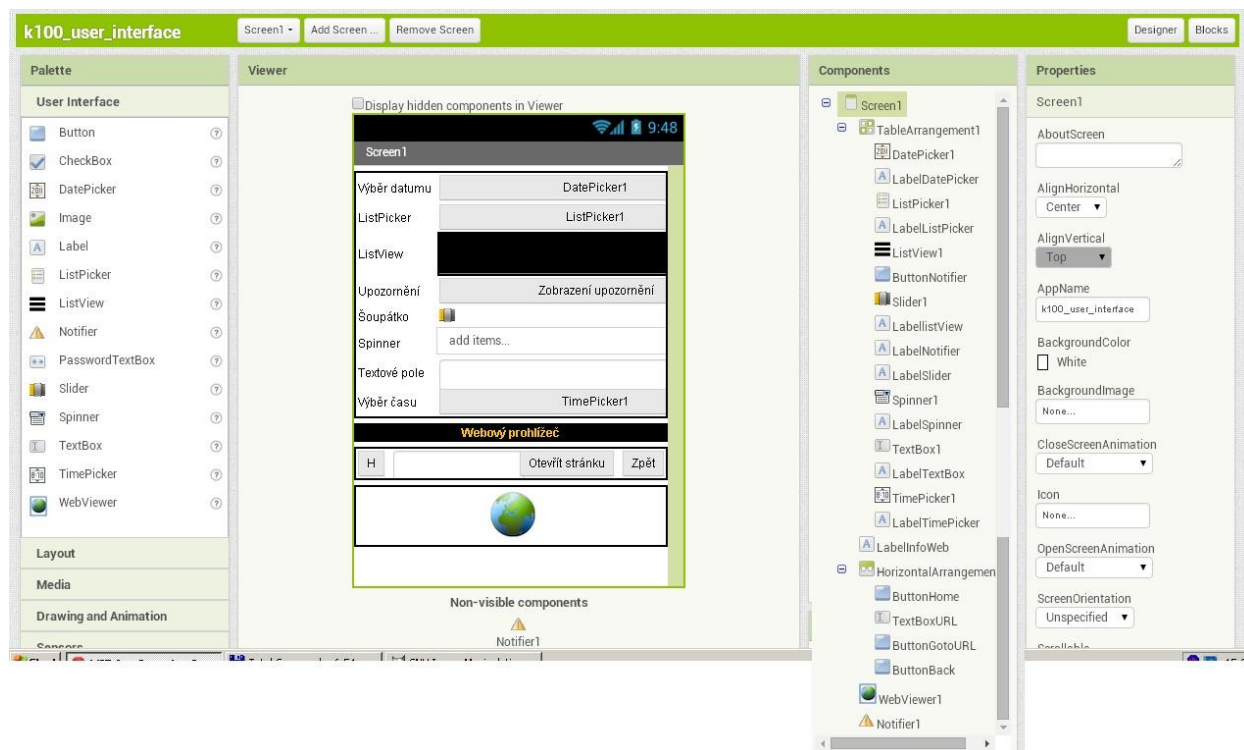 k100_user_interface
Screen1
Add Screen ...
Remove Screen
Designer
Blocks
Palette
User Interface
Button
CheckBox
DatePicker
Image
Label
ListPicker
ListView
Notifier
PasswordTextBox
Slider
Spinner
TextBox
TimePicker
WebViewer
Layout
Media
Drawing and Animation
Viewer
Display hidden components in Viewer
9:48
Screen1
Výběr datumu DatePicker1
ListPicker ListPicker1
ListView
Upozornění Zobrazení upozornění
Šoupátko
Spinner add items...
Textové pole
Výběr času TimePicker1
Webový prohlížeč
H Otevřít stránku Zpět
Non-visible components
Notifier1
Components
Screen1
TableArrangement1
DatePicker1
LabelDatePicker
ListPicker1
LabelListPicker
ListView1
ButtonNotifier
Slider1
LabellistView
LabelNotifier
LabelSlider
Spinner1
LabelSpinner
TextBox1
LabelTextBox
TimePicker1
LabelTimePicker
LabelInfoWeb
HorizontalArrangemen
ButtonHome
TextBoxURL
ButtonGotoURL
ButtonBack
WebViewer1
Notifier1
Properties
Screen1
AboutScreen
AlignHorizontal
Center
AlignVertical
Top
AppName
k100_user_interface
BackgroundColor
White
BackgroundImage
None...
CloseScreenAnimation
Default
Icon
None...
OpenScreenAnimation
Default
ScreenOrientation
Unspecified